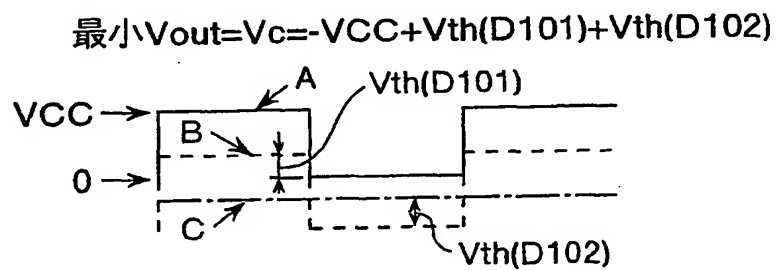 最小Vout=Vc=-VCC+Vth(D101)+Vth(D102)
A
Vth(D101)
VCC
B
0
C
Vth(D102)